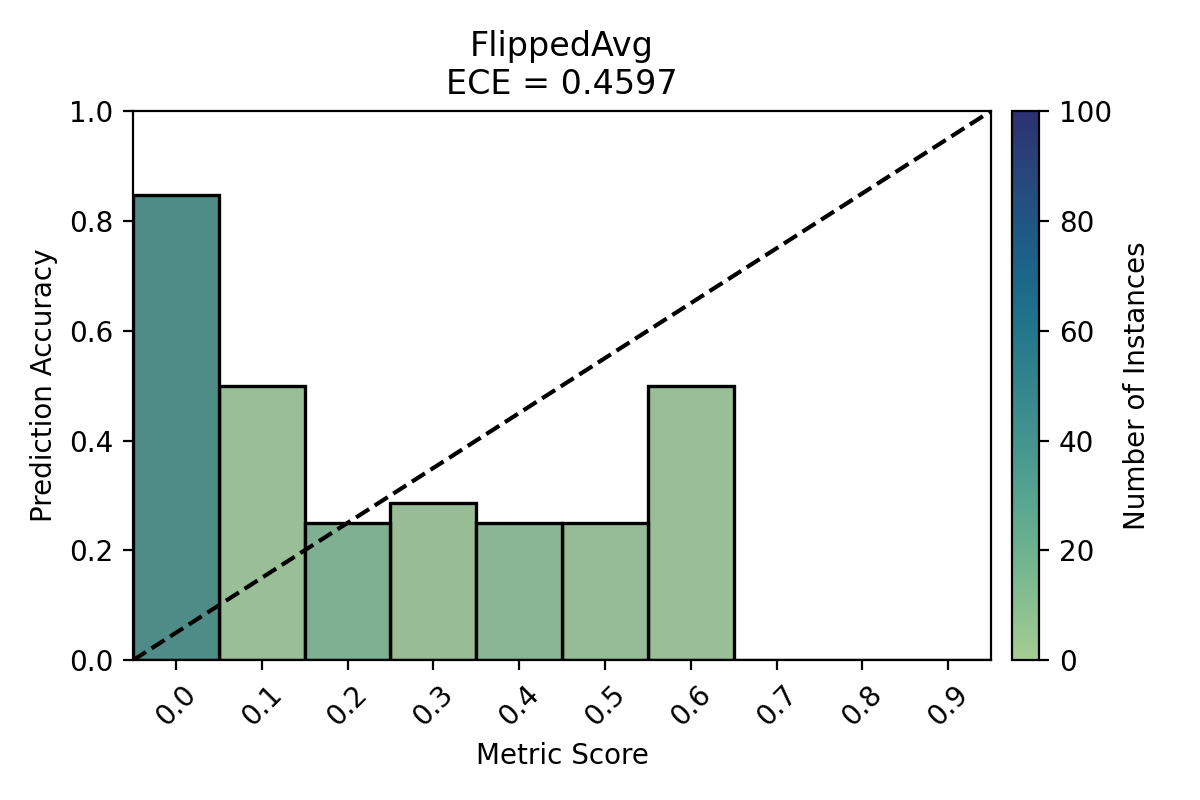 FlippedAvg
ECE = 0.4597
1.0
0.8
0.6
0.4
0.2
0.0
Prediction Accuracy
0.0 0.1 0.2 0.3 0.4 0.5 0.6 0.7 0.8 0.9
Metric Score
100
80
60
40
20
0
Number of Instances